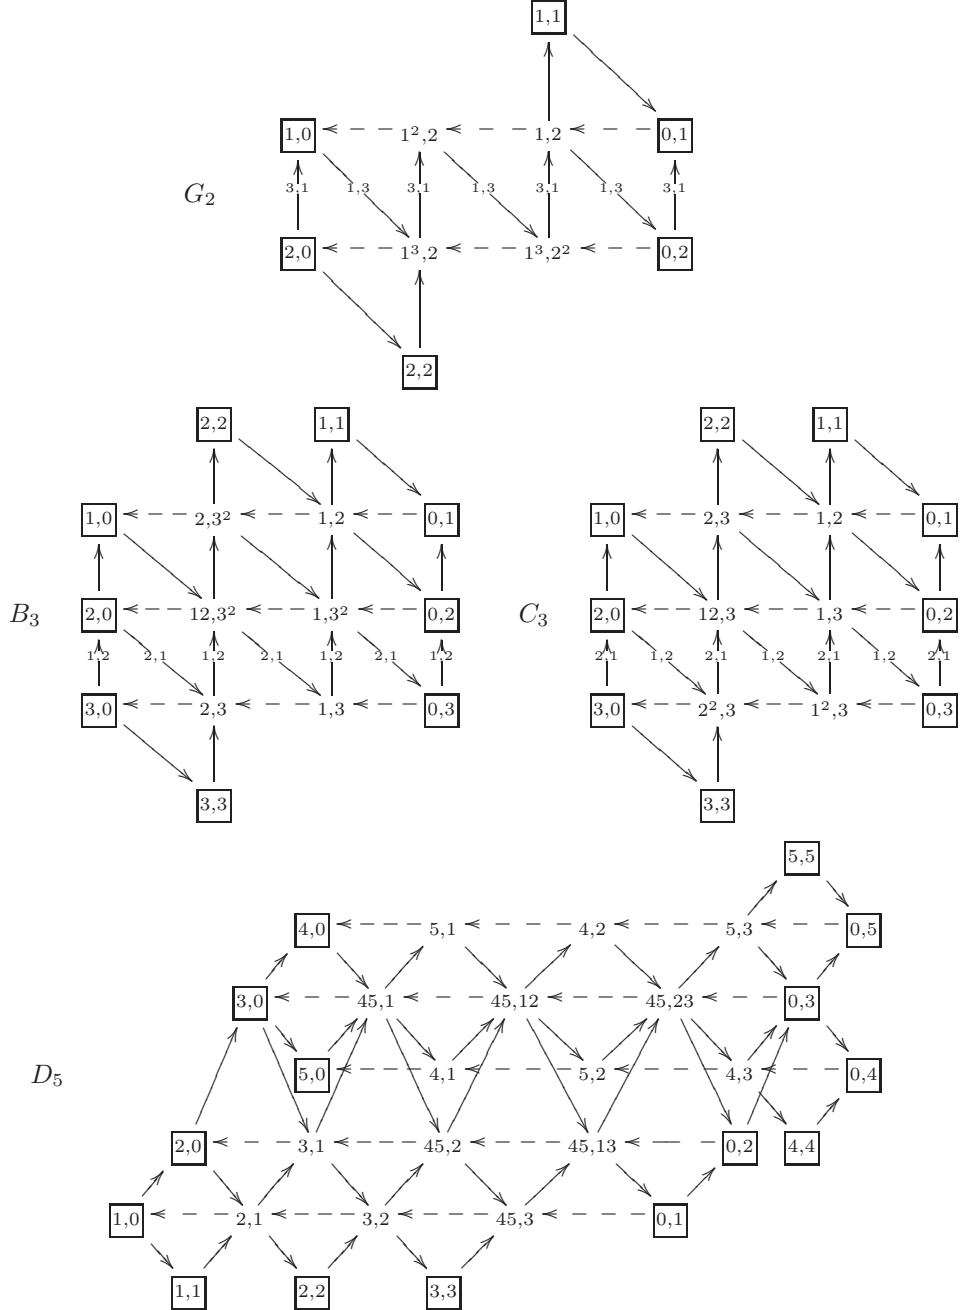 1,1
1,0 1²,2 1,2 0,1
G₂ 3,1 1,3 3,1 1,3 3,1 1,3 3,1
2,0 1³,2 1³,2² 0,2
2,2
2,2 1,1 2,2 1,1
1,0 2,3² 1,2 0,1 1,0 2,3 1,2 0,1
B₃ 2,0 12,3² 1,3² 0,2 C₃ 2,0 12,3 1,3 0,2
1,2 2,1 1,2 2,1 1,2 2,1 1,2 2,1 1,2 2,1 1,2 2,1 1,2 2,1
3,0 2,3 1,3 0,3 3,0 2²,3 1²,3 0,3
3,3 3,3
5,5
4,0 5,1 4,2 5,3 0,5
3,0 45,1 45,12 45,23 0,3
D₅ 5,0 4,1 5,2 4,3 0,4
2,0 3,1 45,2 45,13 0,2 4,4
1,0 2,1 3,2 45,3 0,1
1,1 2,2 3,3